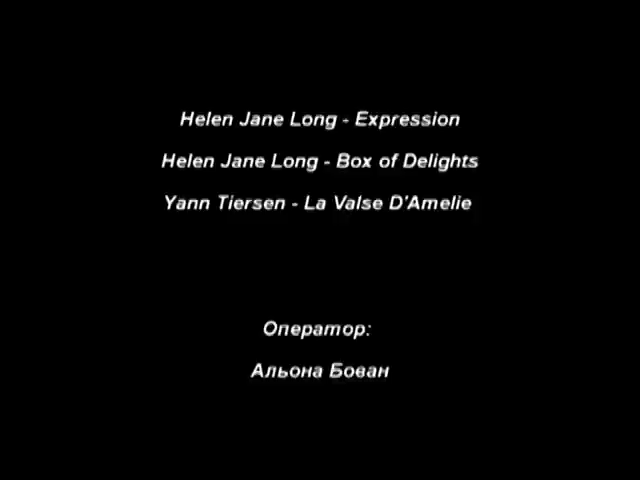 Helen Jane Long - Expression
Helen Jane Long - Box of Delights
Yann Tiersen - La Valse D'Amelie
Оператор:
Альона Бован